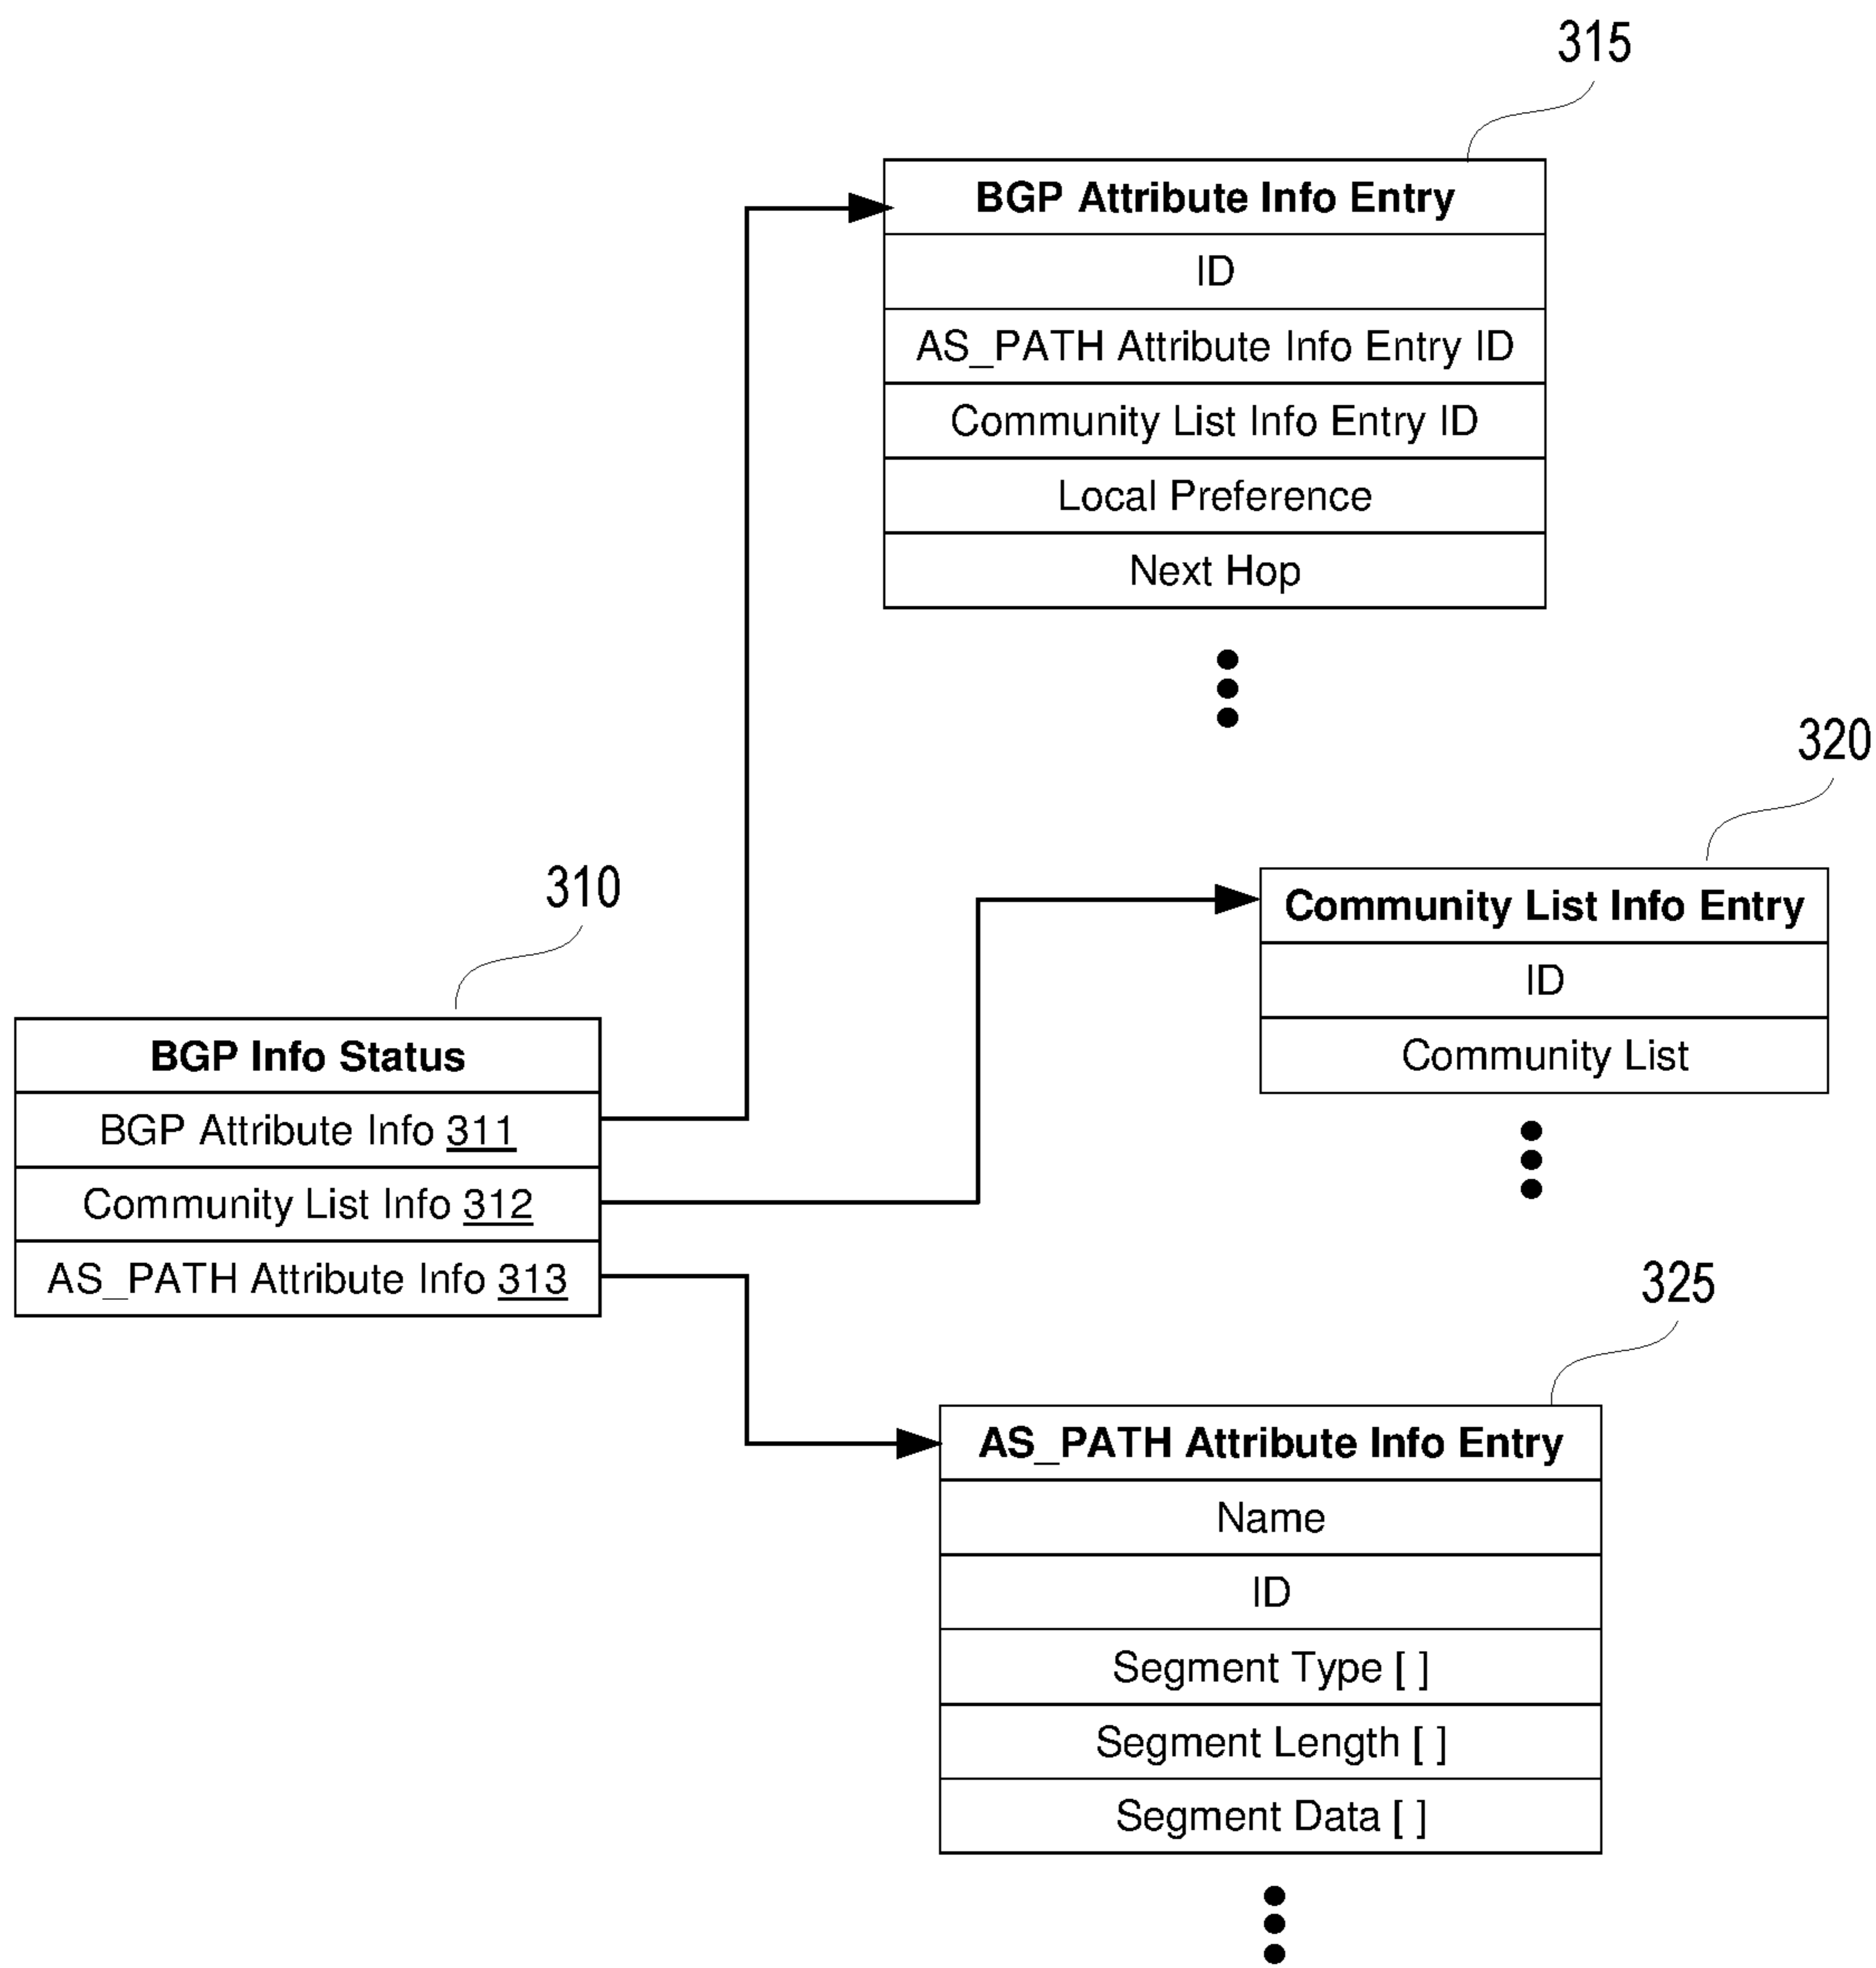 315
BGP Attribute Info Entry
ID
AS_PATH Attribute Info Entry ID
Community List Info Entry ID
Local Preference
Next Hop
320
Community List Info Entry
ID
Community List
310
BGP Info Status
BGP Attribute Info 311
Community List Info 312
AS_PATH Attribute Info 313
325
AS_PATH Attribute Info Entry
Name
ID
Segment Type [ ]
Segment Length [ ]
Segment Data [ ]